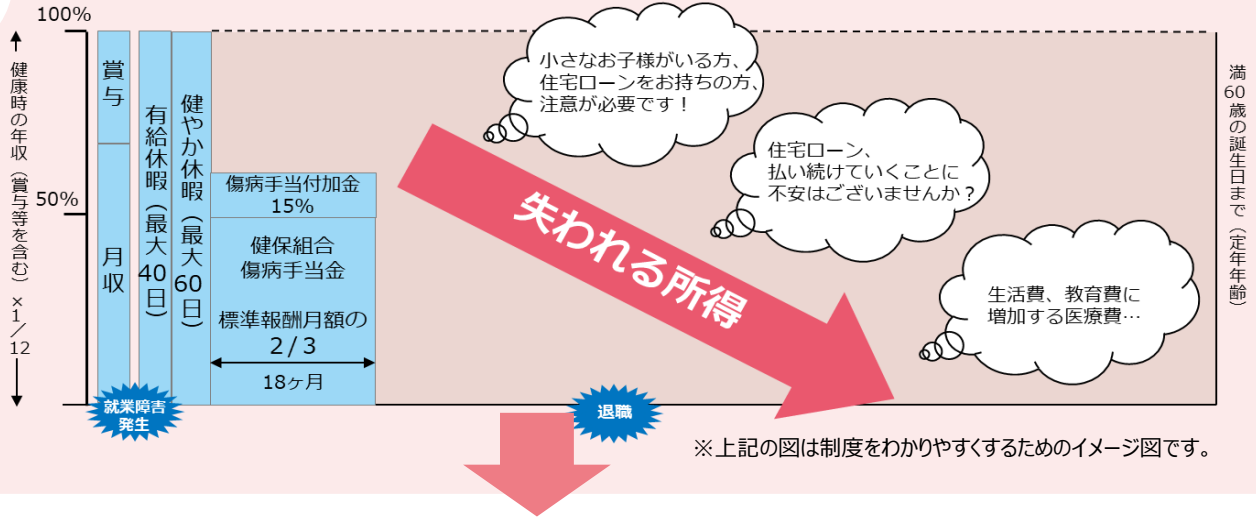 100%
50%
健康時の年収（賞与等を含む）×1／12
賞与
月収
有給休暇（最大40日）
健やか休暇（最大60日）
傷病手当付加金
15%
健保組合
傷病手当金
標準報酬月額の
2/3
18ヶ月
就業障害
発生
小さなお子様がいる方、
住宅ローンをお持ちの方、
注意が必要です！
住宅ローン、
払い続けていくことに
不安はございませんか？
生活費、教育費に
増加する医療費…
失われる所得
退職
満60歳の誕生日まで（定年年齢）
※上記の図は制度をわかりやすくするためのイメージ図です。